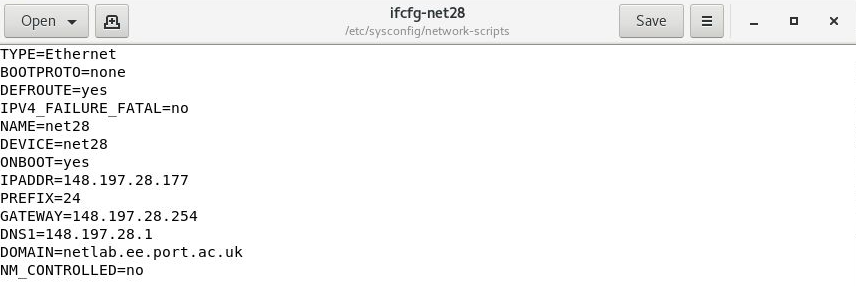 Open
ifcfg-net28
/etc/sysconfig/network-scripts
Save
TYPE=Ethernet
BOOTPROTO=none
DEFROUTE=yes
IPV4_FAILURE_FATAL=no
NAME=net28
DEVICE=net28
ONBOOT=yes
IPADDR=148.197.28.177
PREFIX=24
GATEWAY=148.197.28.254
DNS1=148.197.28.1
DOMAIN=netlab.ee.port.ac.uk
NM_CONTROLLED=no